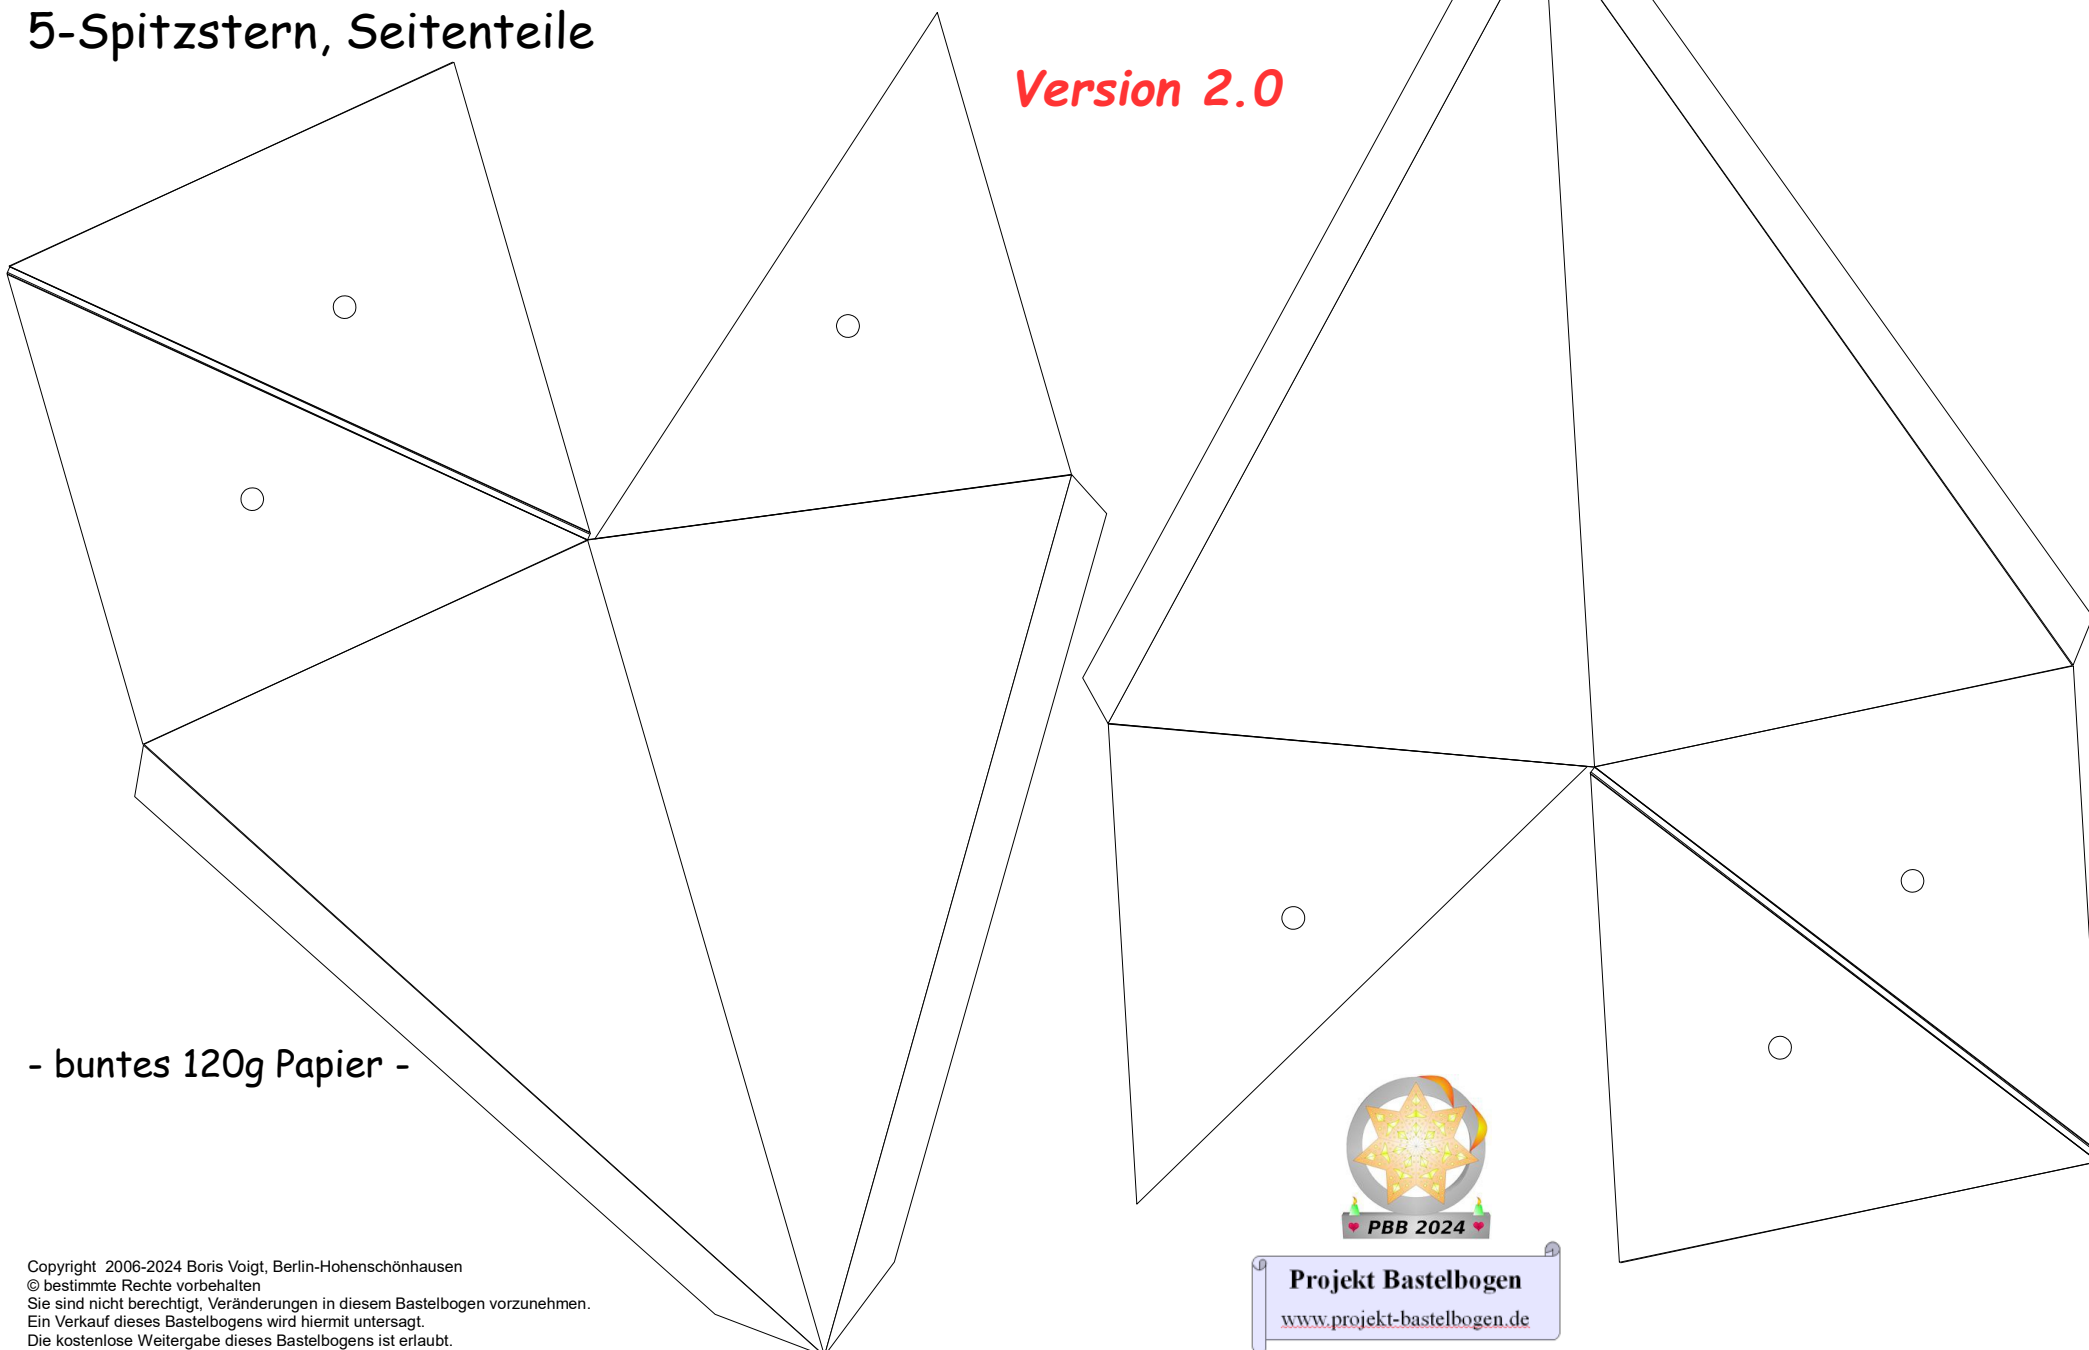 5-Spitzstern, Seitenteile
Version 2.0
- buntes 120g Papier -
PBB 2024
Projekt Bastelbogen
www.projekt-bastelbogen.de
Copyright  2006-2024 Boris Voigt, Berlin-Hohenschönhausen
© bestimmte Rechte vorbehalten
Sie sind nicht berechtigt, Veränderungen in diesem Bastelbogen vorzunehmen.
Ein Verkauf dieses Bastelbogens wird hiermit untersagt.
Die kostenlose Weitergabe dieses Bastelbogens ist erlaubt.